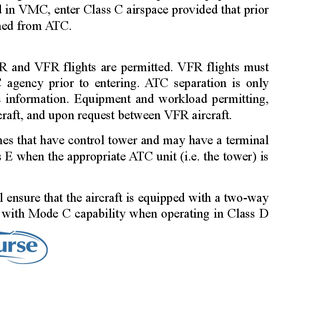 l in VMC, enter Class C airspace provided that prior
ned from ATC.
R and VFR flights are permitted. VFR flights must
agency prior to entering. ATC separation is only
information. Equipment and workload permitting,
craft, and upon request between VFR aircraft.
nes that have control tower and may have a terminal
s E when the appropriate ATC unit (i.e. the tower) is
l ensure that the aircraft is equipped with a two-way
with Mode C capability when operating in Class D
urse